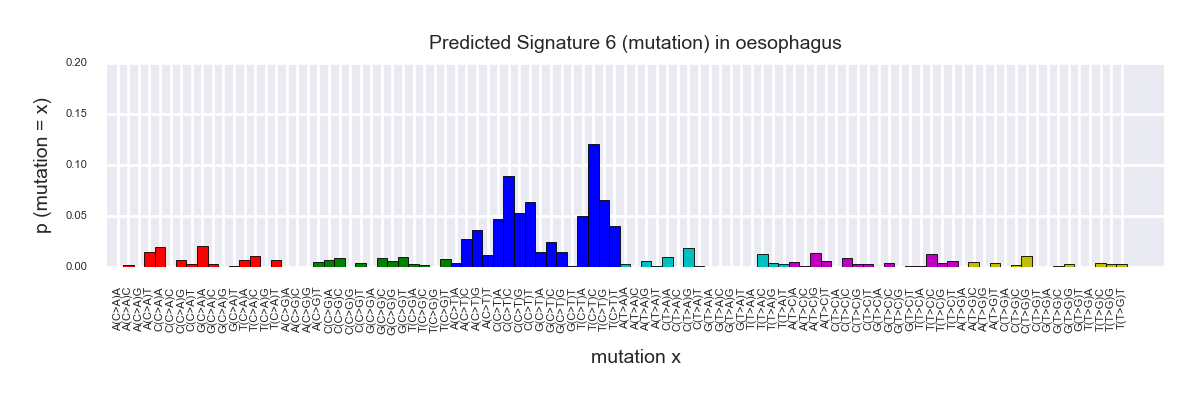 Predicted Signature 6 (mutation) in oesophagus
0.20
0.15
0.10
0.05
0.00
p (mutation = x)
A(C>A)A
A(C>A)C
A(C>A)G
A(C>A)T
C(C>A)A
C(C>A)C
C(C>A)G
C(C>A)T
G(C>A)A
G(C>A)C
G(C>A)G
G(C>A)T
T(C>A)A
T(C>A)C
T(C>A)G
T(C>A)T
A(C>G)A
A(C>G)C
A(C>G)G
A(C>G)T
C(C>G)A
C(C>G)C
C(C>G)G
C(C>G)T
G(C>G)A
G(C>G)C
G(C>G)G
G(C>G)T
T(C>G)A
T(C>G)C
T(C>G)G
T(C>G)T
A(C>T)A
A(C>T)C
A(C>T)G
A(C>T)T
C(C>T)A
C(C>T)C
C(C>T)G
C(C>T)T
G(C>T)A
G(C>T)C
G(C>T)G
G(C>T)T
T(C>T)A
T(C>T)C
T(C>T)G
T(C>T)T
A(T>A)A
A(T>A)C
A(T>A)G
A(T>A)T
C(T>A)A
C(T>A)C
C(T>A)G
C(T>A)T
G(T>A)A
G(T>A)C
G(T>A)G
G(T>A)T
T(T>A)A
T(T>A)C
T(T>A)G
T(T>A)T
A(T>C)A
A(T>C)C
A(T>C)G
A(T>C)T
C(T>C)A
C(T>C)C
C(T>C)G
C(T>C)T
G(T>C)A
G(T>C)C
G(T>C)G
G(T>C)T
T(T>C)A
T(T>C)C
T(T>C)G
T(T>C)T
A(T>G)A
A(T>G)C
A(T>G)G
A(T>G)T
C(T>G)A
C(T>G)C
C(T>G)G
C(T>G)T
G(T>G)A
G(T>G)C
G(T>G)G
G(T>G)T
T(T>G)A
T(T>G)C
T(T>G)G
T(T>G)T
mutation x